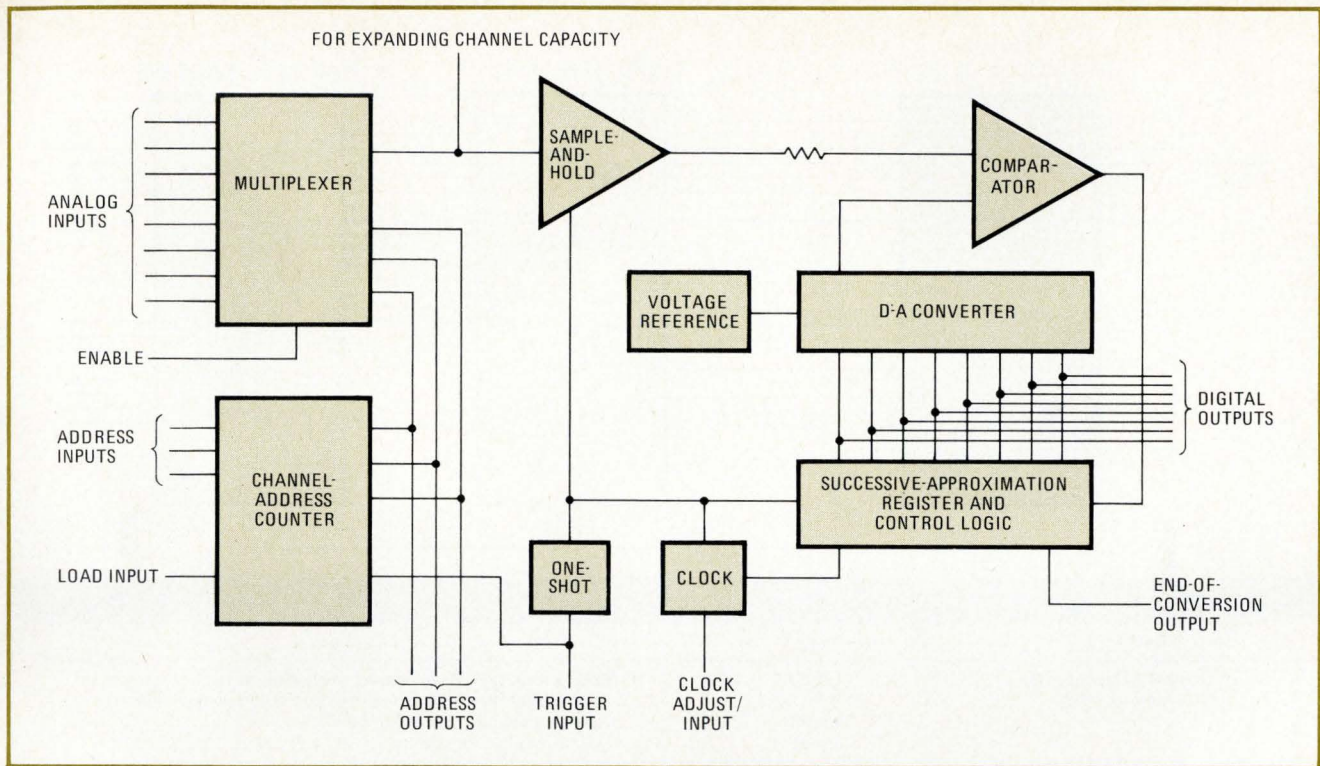 FOR EXPANDING CHANNEL CAPACITY
ANALOG
INPUTS
MULTIPLEXER
ENABLE
SAMPLE-
AND-
HOLD
COMPAR-
ATOR
VOLTAGE
REFERENCE
D-A CONVERTER
DIGITAL
OUTPUTS
ADDRESS
INPUTS
CHANNEL-
ADDRESS
COUNTER
LOAD INPUT
SUCCESSIVE-APPROXIMATION
REGISTER AND
CONTROL LOGIC
ONE-
SHOT
CLOCK
END-OF-
CONVERSION
OUTPUT
ADDRESS
OUTPUTS
TRIGGER
INPUT
CLOCK
ADJUST/
INPUT